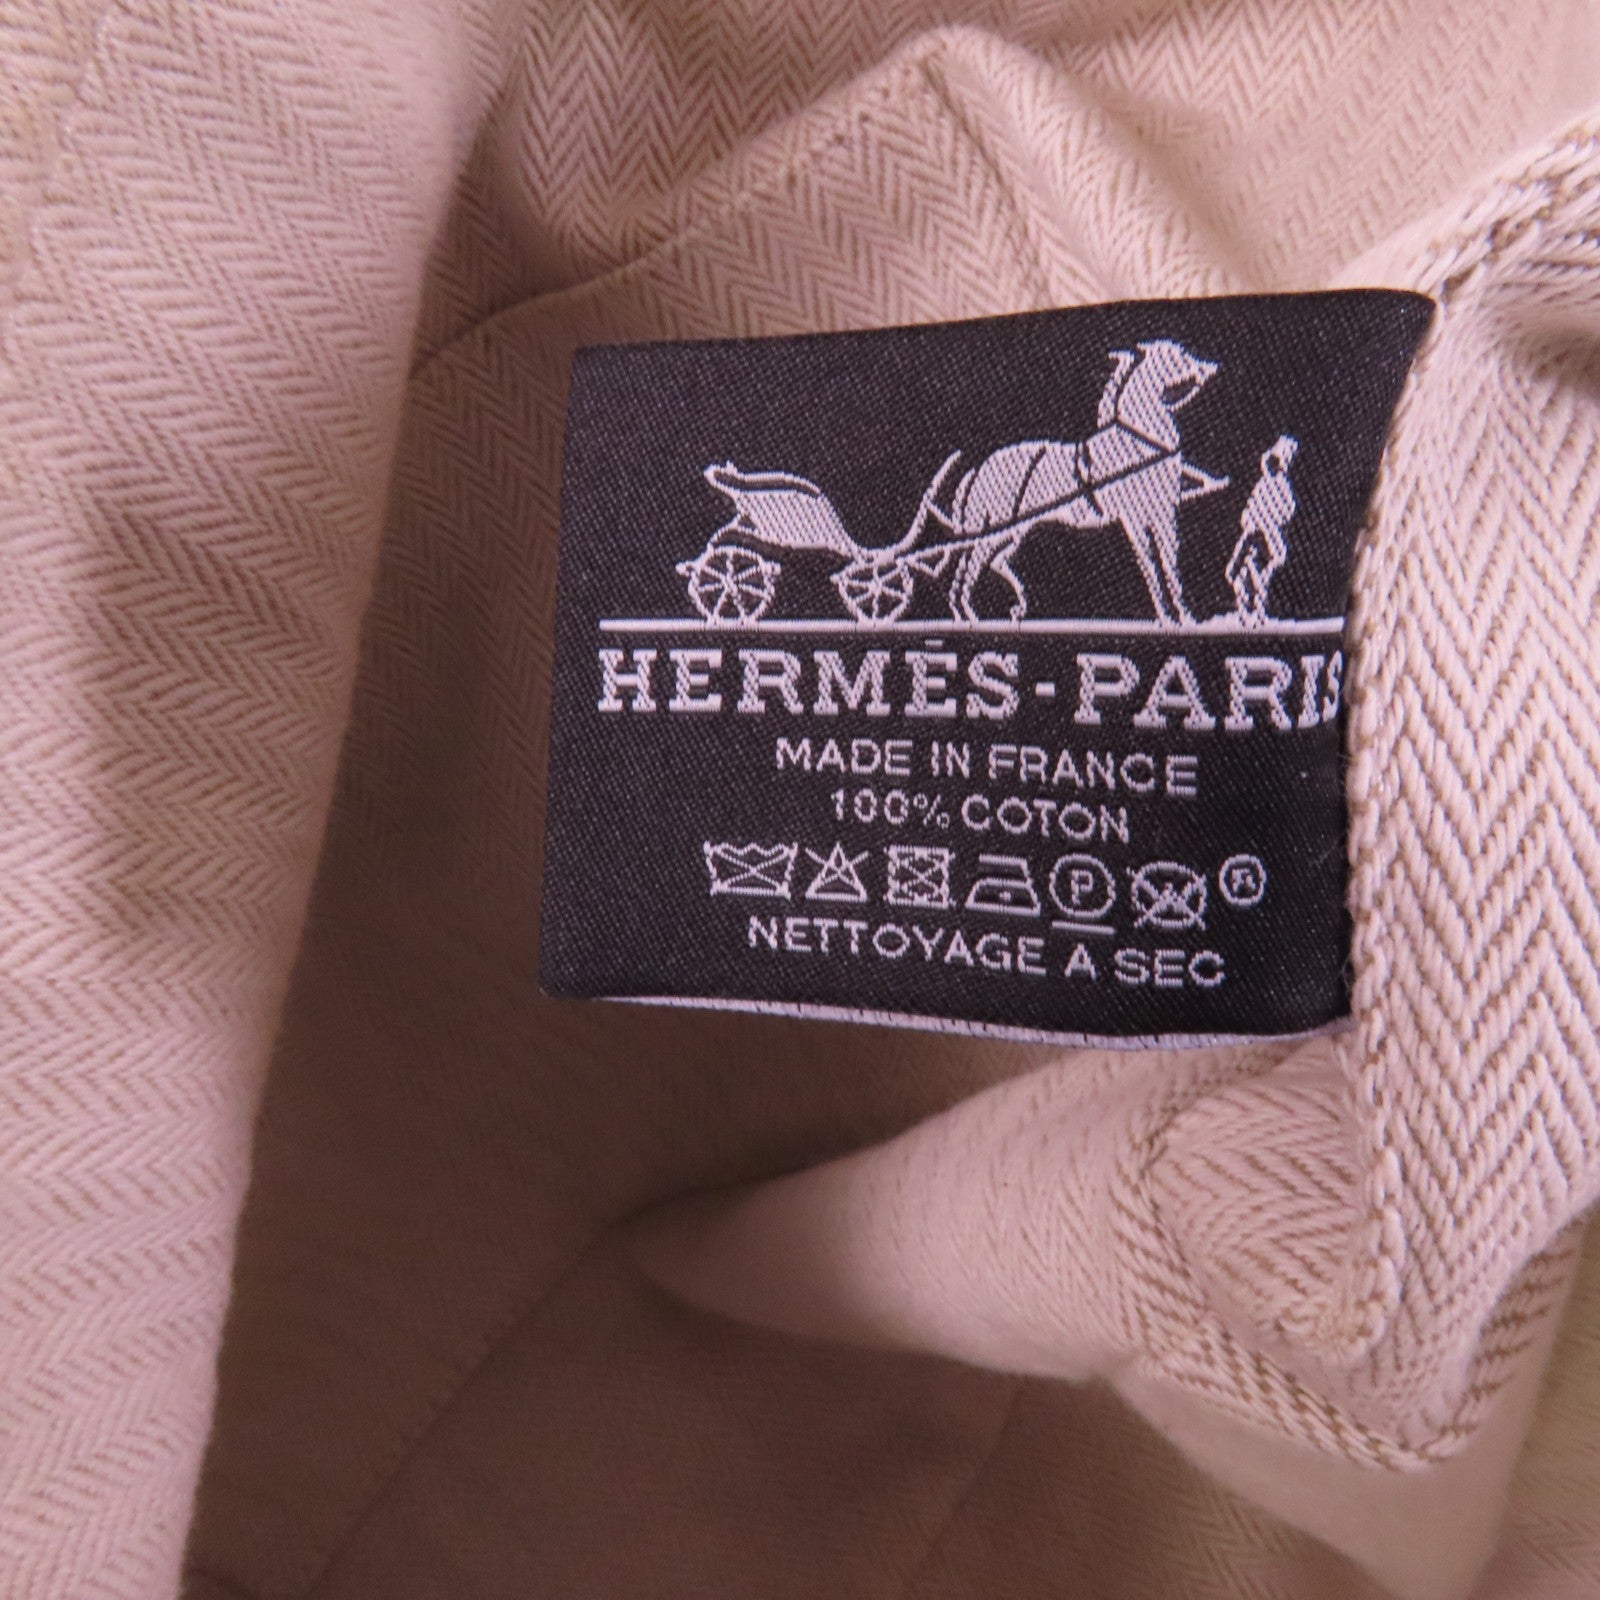 HERMÈS-PARIS
MADE IN FRANCE
100% COTON
P
NETTOYAGE A SEC